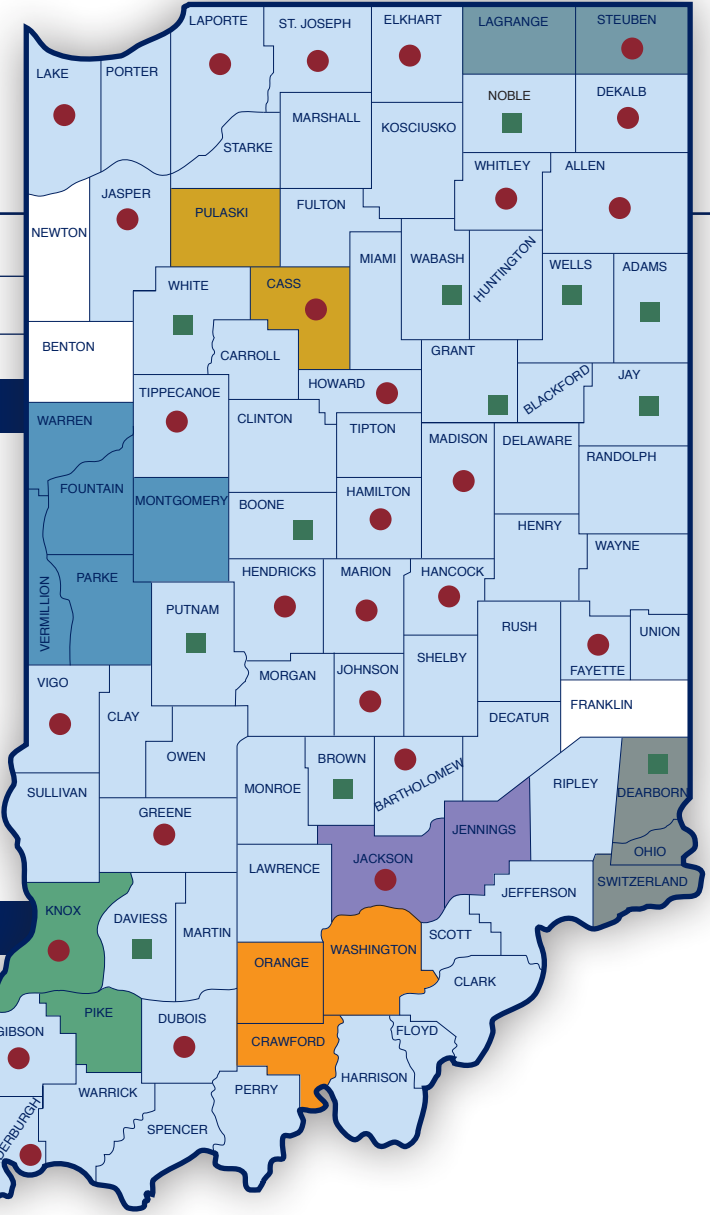 LAPORTE
ST. JOSEPH
ELKHART
LAGRANGE
STEUBEN
LAKE
PORTER
NOBLE
DEKALB
MARSHALL
KOSCIUSKO
STARKE
WHITLEY
ALLEN
JASPER
PULASKI
FULTON
NEWTON
MIAMI
WABASH
HUNTINGTON
WELLS
ADAMS
WHITE
CASS
BENTON
CARROLL
GRANT
BLACKFORD
JAY
HOWARD
TIPPECANOE
WARREN
CLINTON
TIPTON
MADISON
DELAWARE
RANDOLPH
FOUNTAIN
MONTGOMERY
BOONE
HAMILTON
HENRY
WAYNE
VERMILLION
PARKE
HENDRICKS
MARION
HANCOCK
PUTNAM
RUSH
UNION
FAYETTE
SHELBY
JOHNSON
MORGAN
VIGO
CLAY
FRANKLIN
DECATUR
OWEN
BROWN
BARTHOLOMEW
MONROE
RIPLEY
DEARBORN
SULLIVAN
GREENE
JENNINGS
OHIO
JACKSON
LAWRENCE
SWITZERLAND
JEFFERSON
KNOX
DAVIESS
MARTIN
SCOTT
WASHINGTON
ORANGE
CLARK
PIKE
DUBOIS
GIBSON
CRAWFORD
FLOYD
HARRISON
WARRICK
PERRY
SPENCER
DERBURGH